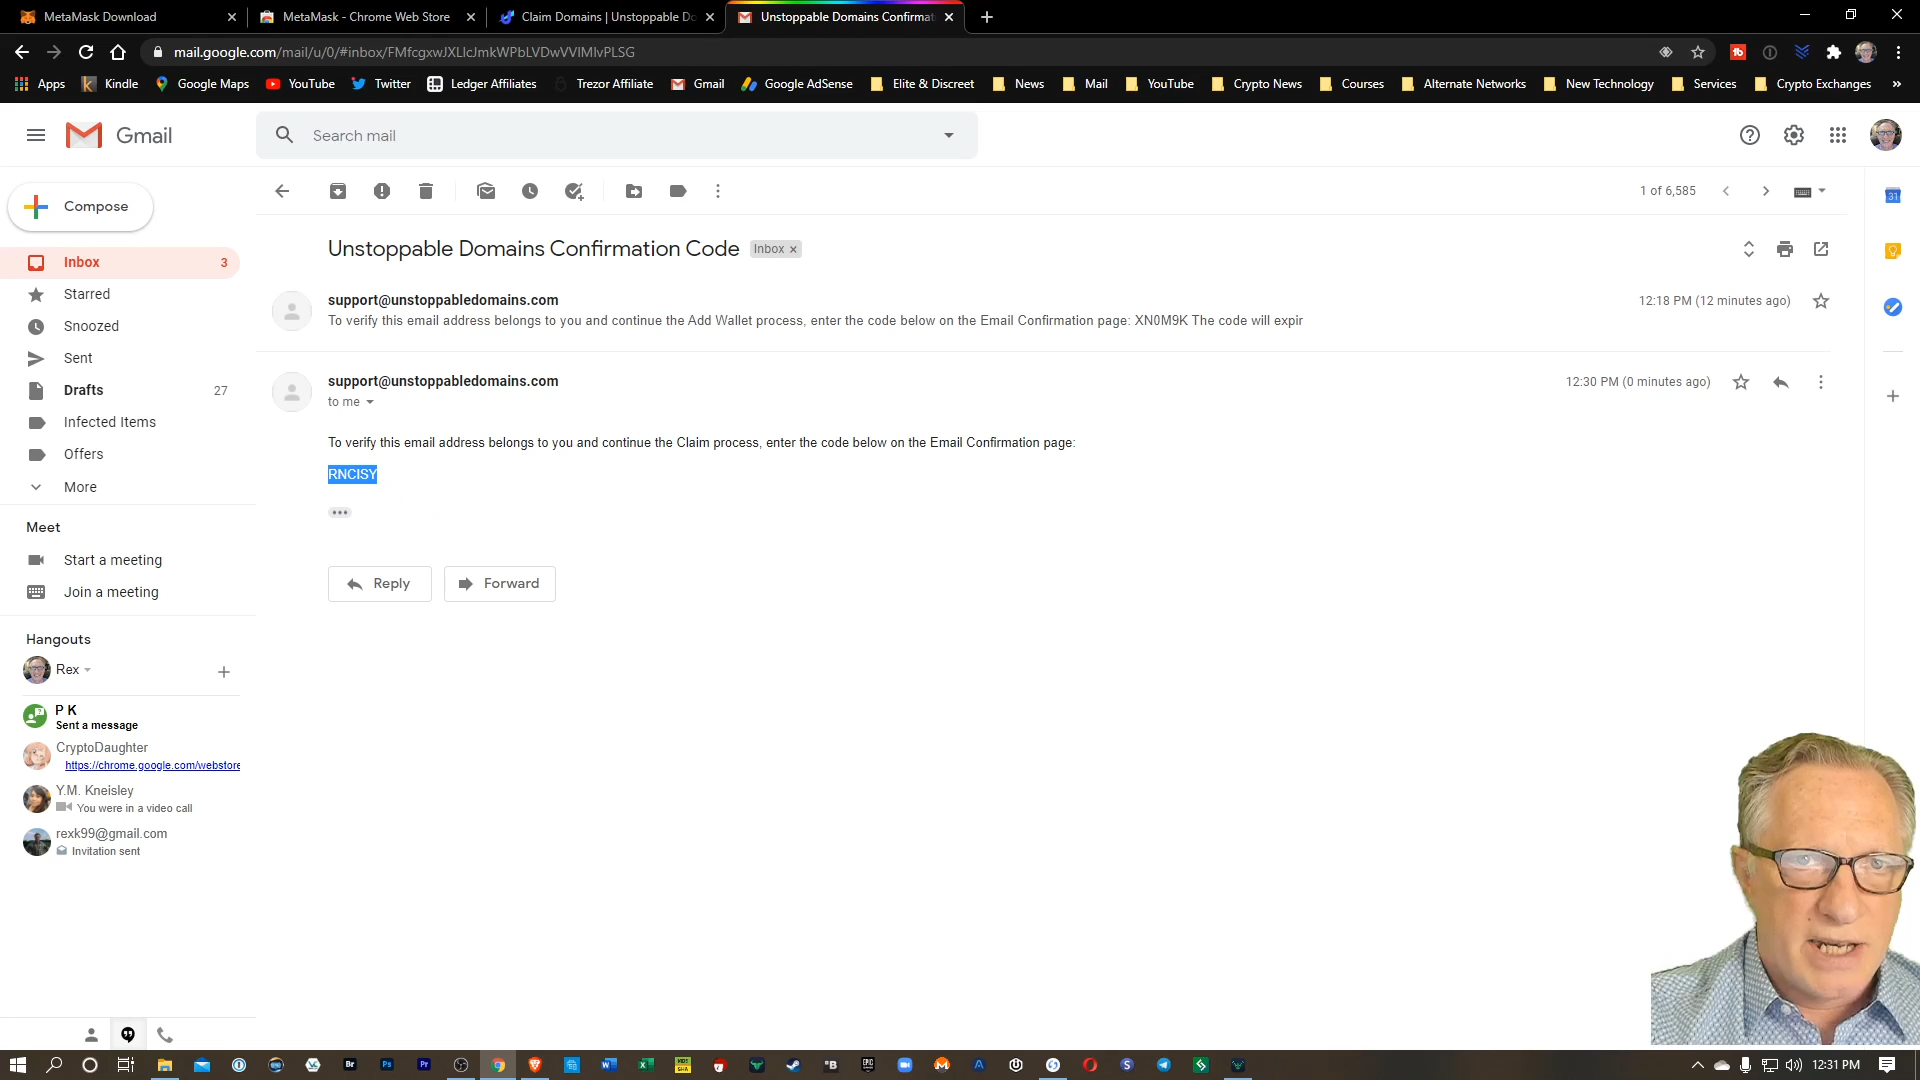 MetaMask Download
MetaMask - Chrome Web Store
Claim Domains | Unstoppable Do
Unstoppable Domains Confirmat
mail.google.com/mail/u/0/#inbox/FMfcgxwJXLlcJmkWPbLVDwVVlMlvPLSG
Apps
Kindle
Google Maps
YouTube
Twitter
Ledger Affiliates
Trezor Affiliate
Gmail
Google AdSense
Elite & Discreet
News
Mail
YouTube
Crypto News
Courses
Alternate Networks
New Technology
Services
Crypto Exchanges
»
Gmail
Search mail
Compose
1 of 6,585
Inbox 3
Starred
Snoozed
Sent
Drafts 27
Infected Items
Offers
More
Meet
Start a meeting
Join a meeting
Hangouts
Rex
P K
Sent a message
CryptoDaughter
https://chrome.google.com/webstore
Y.M. Kneisley
You were in a video call
rexk99@gmail.com
Invitation sent
Unstoppable Domains Confirmation Code
Inbox ×
support@unstoppabledomains.com
12:18 PM (12 minutes ago)
To verify this email address belongs to you and continue the Add Wallet process, enter the code below on the Email Confirmation page: XN0M9K The code will expir
support@unstoppabledomains.com
12:30 PM (0 minutes ago)
to me
To verify this email address belongs to you and continue the Claim process, enter the code below on the Email Confirmation page:
RNCISY
Reply
Forward
31
Br
Ps
Pr
12:31 PM